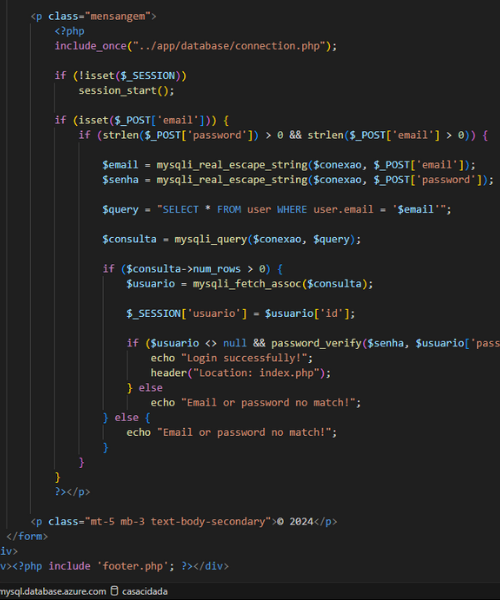 <p class="mensangem">
<?php
include_once("../app/database/connection.php");
if (!isset($_SESSION))
session_start();
if (isset($_POST['email'])) {
if (strlen($_POST['password']) > 0 && strlen($_POST['email'] > 0)) {
$email = mysqli_real_escape_string($conexao, $_POST['email']);
$senha = mysqli_real_escape_string($conexao, $_POST['password']);
$query = "SELECT * FROM user WHERE user.email = '$email'";
$consulta = mysqli_query($conexao, $query);
if ($consulta->num_rows > 0) {
$usuario = mysqli_fetch_assoc($consulta);
$_SESSION['usuario'] = $usuario['id'];
if ($usuario <> null && password_verify($senha, $usuario['pass
echo "Login successfully!";
header("Location: index.php");
} else
echo "Email or password no match!";
} else {
echo "Email or password no match!";
}
}
}
?></p>
<p class="mt-5 mb-3 text-body-secondary">© 2024</p>
</form>
iv>
v><?php include 'footer.php'; ?></div>
mysql.database.azure.com casacidada